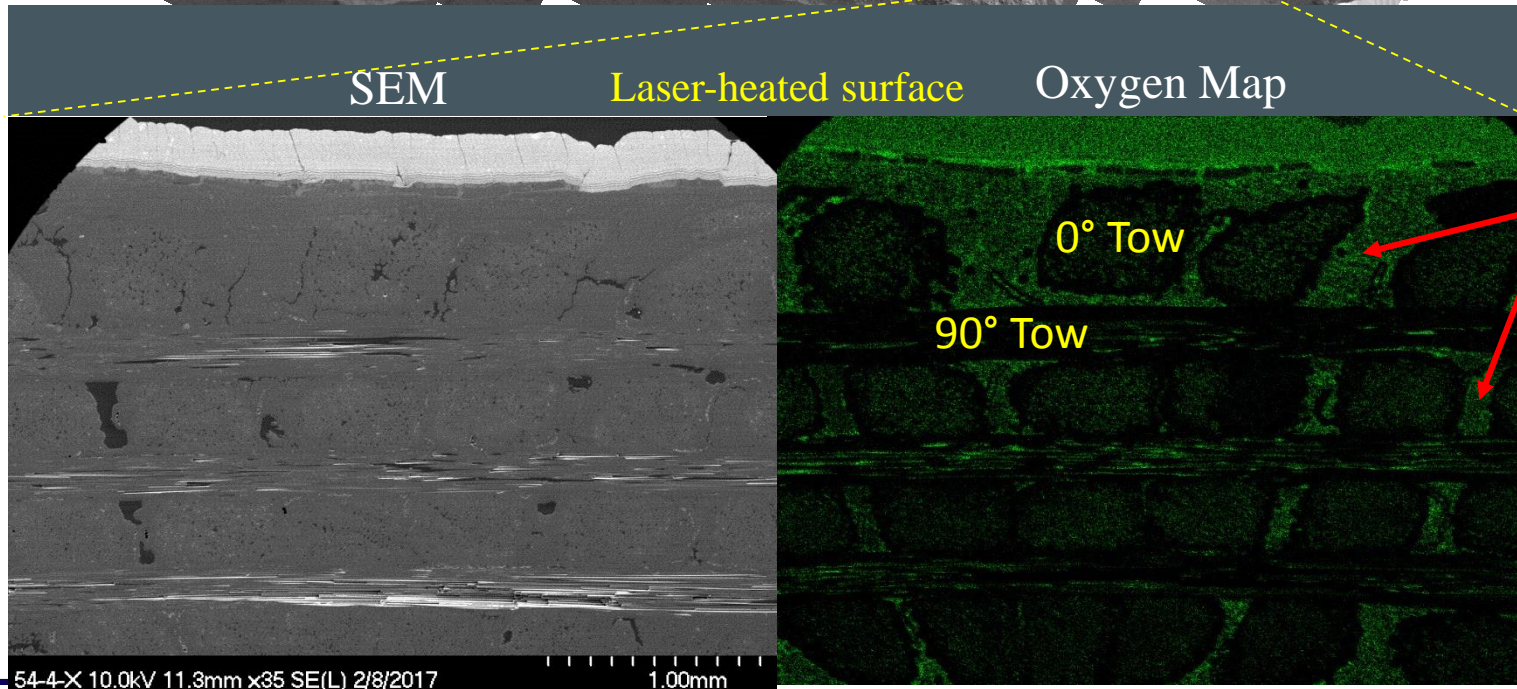 SEM
Laser-heated surface
Oxygen Map
0° Tow
90° Tow
54-4-X 10.0kV 11.3mm x35 SE(L) 2/8/2017
1.00mm